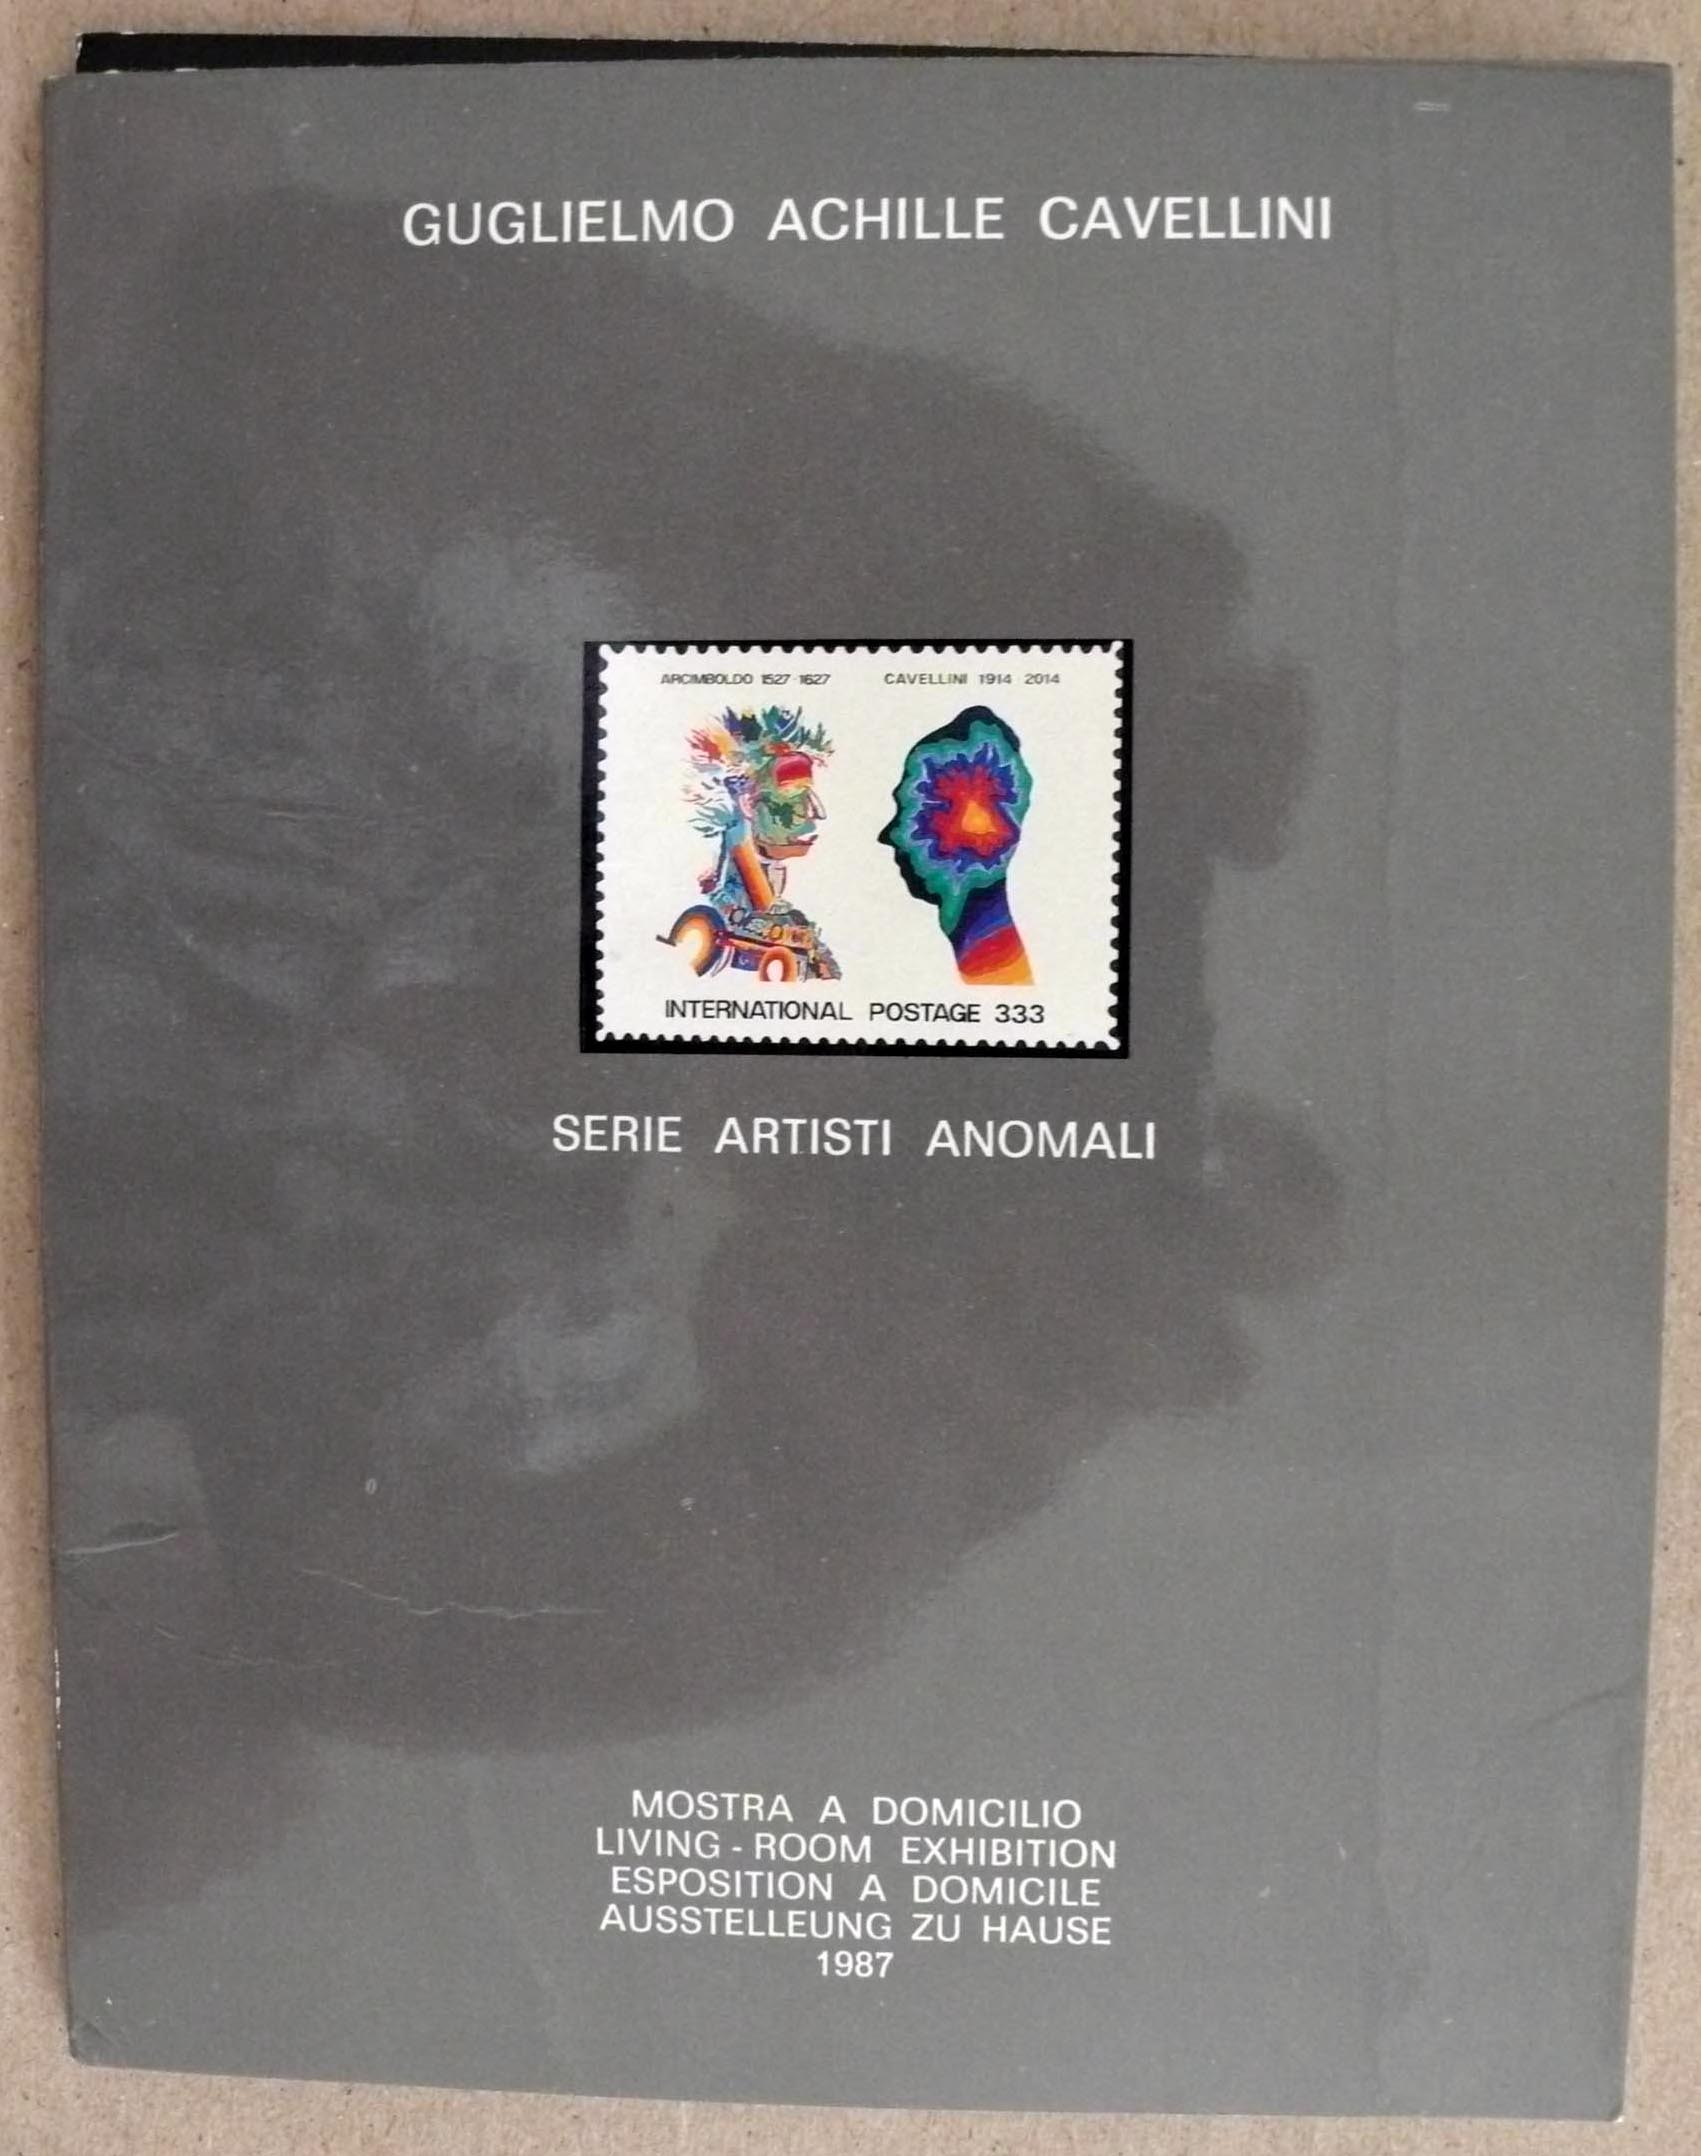 GUGLIELMO ACHILLE CAVELLINI
ARCIMBOLDO 1527-1627 CAVELLINI 1914 2014
INTERNATIONAL POSTAGE 333
SERIE ARTISTI ANOMALI
MOSTRA A DOMICILIO
LIVING - ROOM EXHIBITION
ESPOSITION A DOMICILE
AUSSTELLEUNG ZU HAUSE
1987